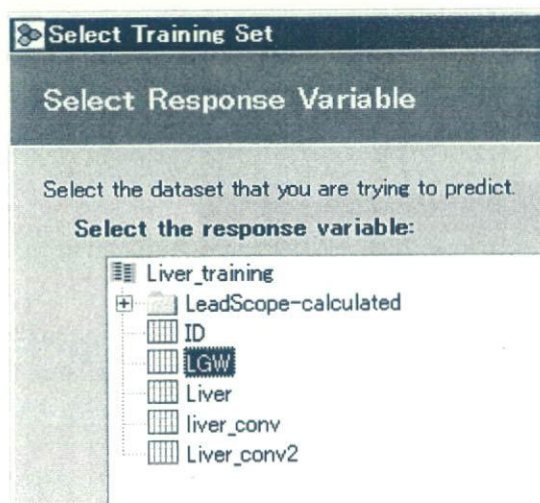 Select Training Set
Select Response Variable
Select the dataset that you are trying to predict.
Select the response variable:
Liver_training
LeadScope-calculated
ID
LGW
Liver
liver_conv
Liver_conv2